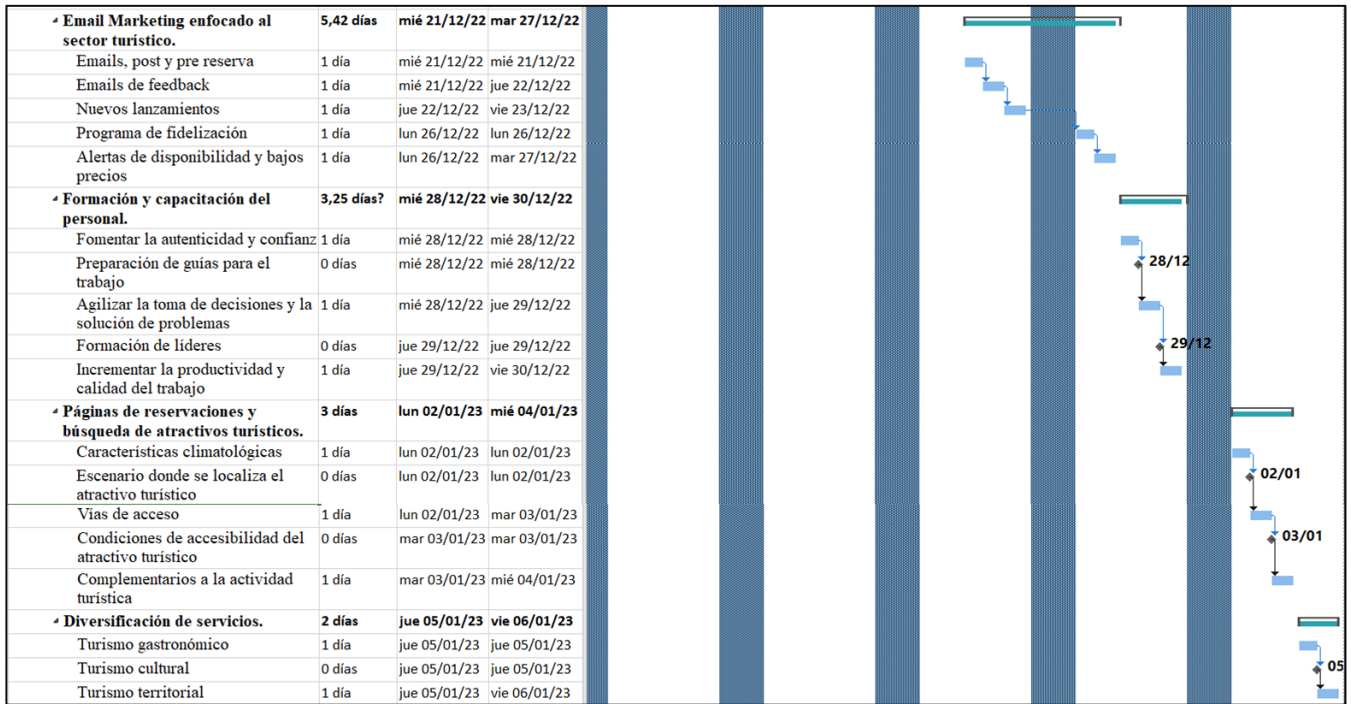 Email Marketing enfocado al 5,42 días mié 21/12/22 mar 27/12/22
sector turístico.
Emails, post y pre reserva 1 día mié 21/12/22 mié 21/12/22
Emails de feedback 1 día mié 21/12/22 jue 22/12/22
Nuevos lanzamientos 1 día jue 22/12/22 vie 23/12/22
Programa de fidelización 1 día lun 26/12/22 lun 26/12/22
Alertas de disponibilidad y bajos 1 día lun 26/12/22 mar 27/12/22
precios
Formación y capacitación del 3,25 días? mié 28/12/22 vie 30/12/22
personal.
Fomentar la autenticidad y confianz 1 día mié 28/12/22 mié 28/12/22
Preparación de guías para el 0 días mié 28/12/22 mié 28/12/22 28/12
trabajo
Agilizar la toma de decisiones y la 1 día mié 28/12/22 jue 29/12/22
solución de problemas
Formación de líderes 0 días jue 29/12/22 jue 29/12/22 29/12
Incrementar la productividad y 1 día jue 29/12/22 vie 30/12/22
calidad del trabajo
Páginas de reservaciones y 3 días lun 02/01/23 mié 04/01/23
búsqueda de atractivos turísticos.
Características climatológicas 1 día lun 02/01/23 lun 02/01/23
Escenario donde se localiza el 0 días lun 02/01/23 lun 02/01/23 02/01
atractivo turístico
Vías de acceso 1 día lun 02/01/23 mar 03/01/23
Condiciones de accesibilidad del 0 días mar 03/01/23 mar 03/01/23 03/01
atractivo turístico
Complementarios a la actividad 1 día mar 03/01/23 mié 04/01/23
turística
Diversificación de servicios. 2 días jue 05/01/23 vie 06/01/23
Turismo gastronómico 1 día jue 05/01/23 jue 05/01/23
Turismo cultural 0 días jue 05/01/23 jue 05/01/23 05
Turismo territorial 1 día jue 05/01/23 vie 06/01/23